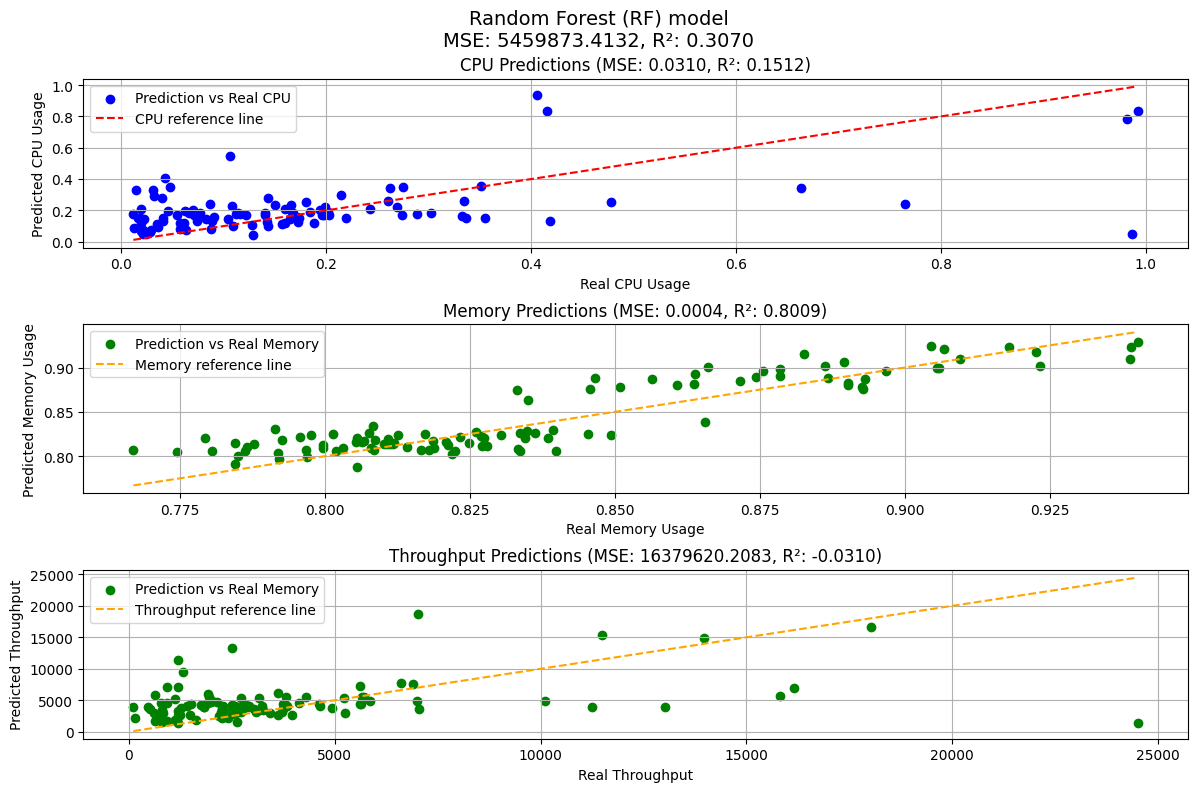 Random Forest (RF) model
MSE: 5459873.4132, R²: 0.3070
CPU Predictions (MSE: 0.0310, R²: 0.1512)
Predicted CPU Usage
1.0
0.8
0.6
0.4
0.2
0.0
Prediction vs Real CPU
CPU reference line
0.0 0.2 0.4 0.6 0.8 1.0
Real CPU Usage
Memory Predictions (MSE: 0.0004, R²: 0.8009)
Predicted Memory Usage
0.90
0.85
0.80
Prediction vs Real Memory
Memory reference line
0.775 0.800 0.825 0.850 0.875 0.900 0.925
Real Memory Usage
Throughput Predictions (MSE: 16379620.2083, R²: -0.0310)
Predicted Throughput
25000
20000
15000
10000
5000
0
Prediction vs Real Memory
Throughput reference line
0 5000 10000 15000 20000 25000
Real Throughput